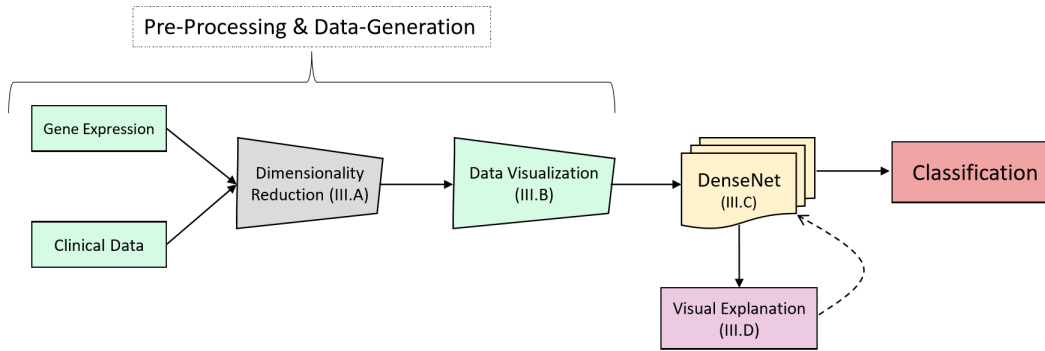 Pre-Processing & Data-Generation
Gene Expression
Clinical Data
Dimensionality
Reduction (III.A)
Data Visualization
(III.B)
DenseNet
(III.C)
Classification
Visual Explanation
(III.D)